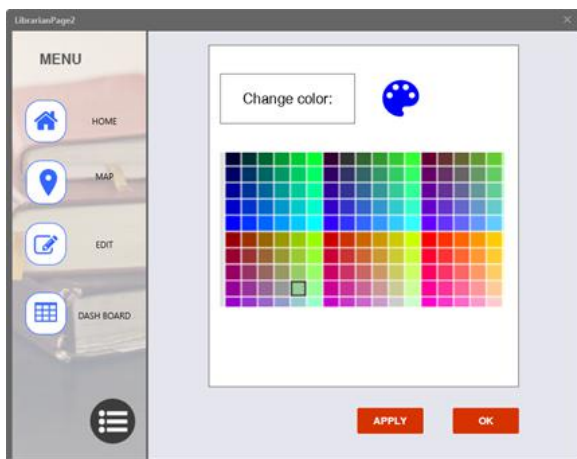 LibrarianPage2
MENU
HOME
MAP
EDIT
DASH BOARD
Change color:
APPLY
OK